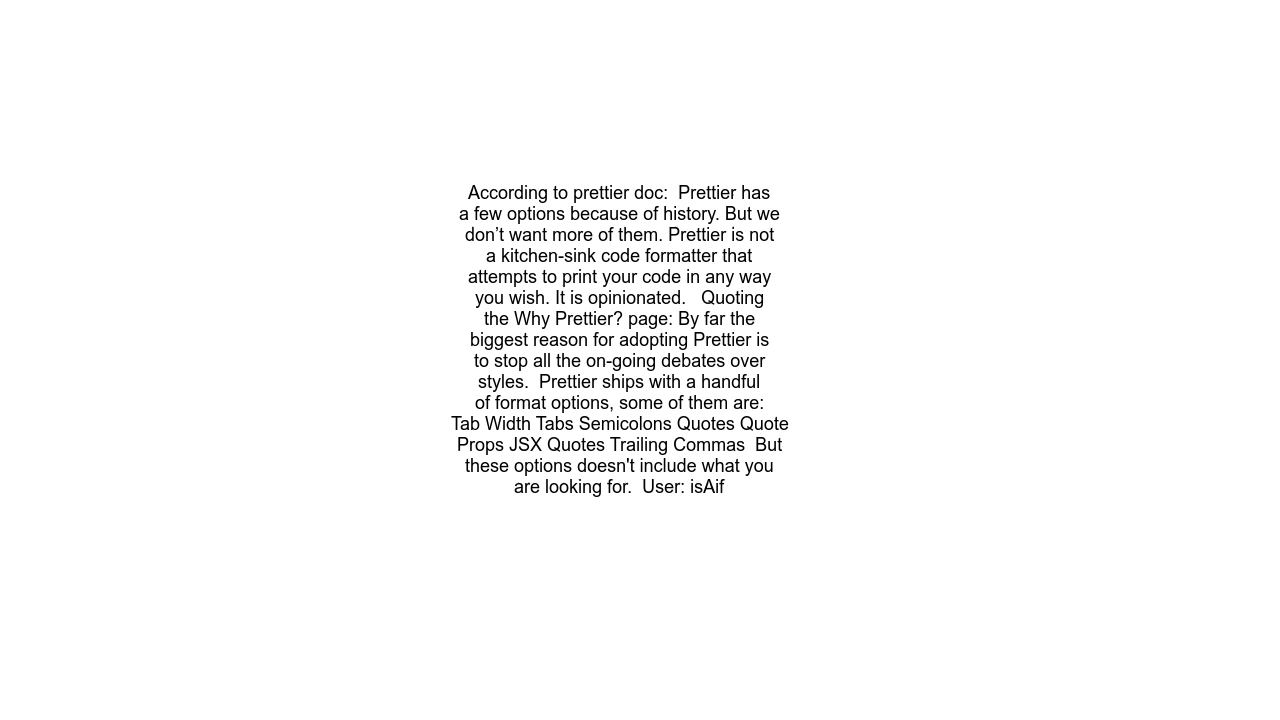 According to prettier doc:  Prettier has
a few options because of history. But we
don’t want more of them. Prettier is not
a kitchen-sink code formatter that
attempts to print your code in any way
you wish. It is opinionated.   Quoting
the Why Prettier? page: By far the
biggest reason for adopting Prettier is
to stop all the on-going debates over
styles.  Prettier ships with a handful
of format options, some of them are:
Tab Width Tabs Semicolons Quotes Quote
Props JSX Quotes Trailing Commas  But
these options doesn't include what you
are looking for.  User: isAif